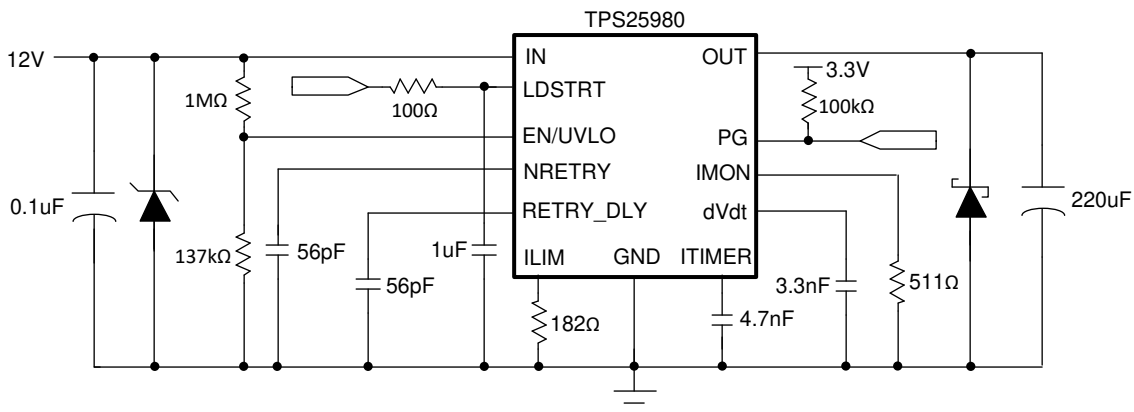 TPS25980
12V
IN
OUT
LDSTRT
3.3V
1MΩ
100Ω
100kΩ
EN/UVLO
PG
NRETRY
IMON
0.1uF
RETRY_DLY
dVdt
220uF
137kΩ
56pF
1uF
ILIM
GND
ITIMER
56pF
3.3nF
511Ω
182Ω
4.7nF